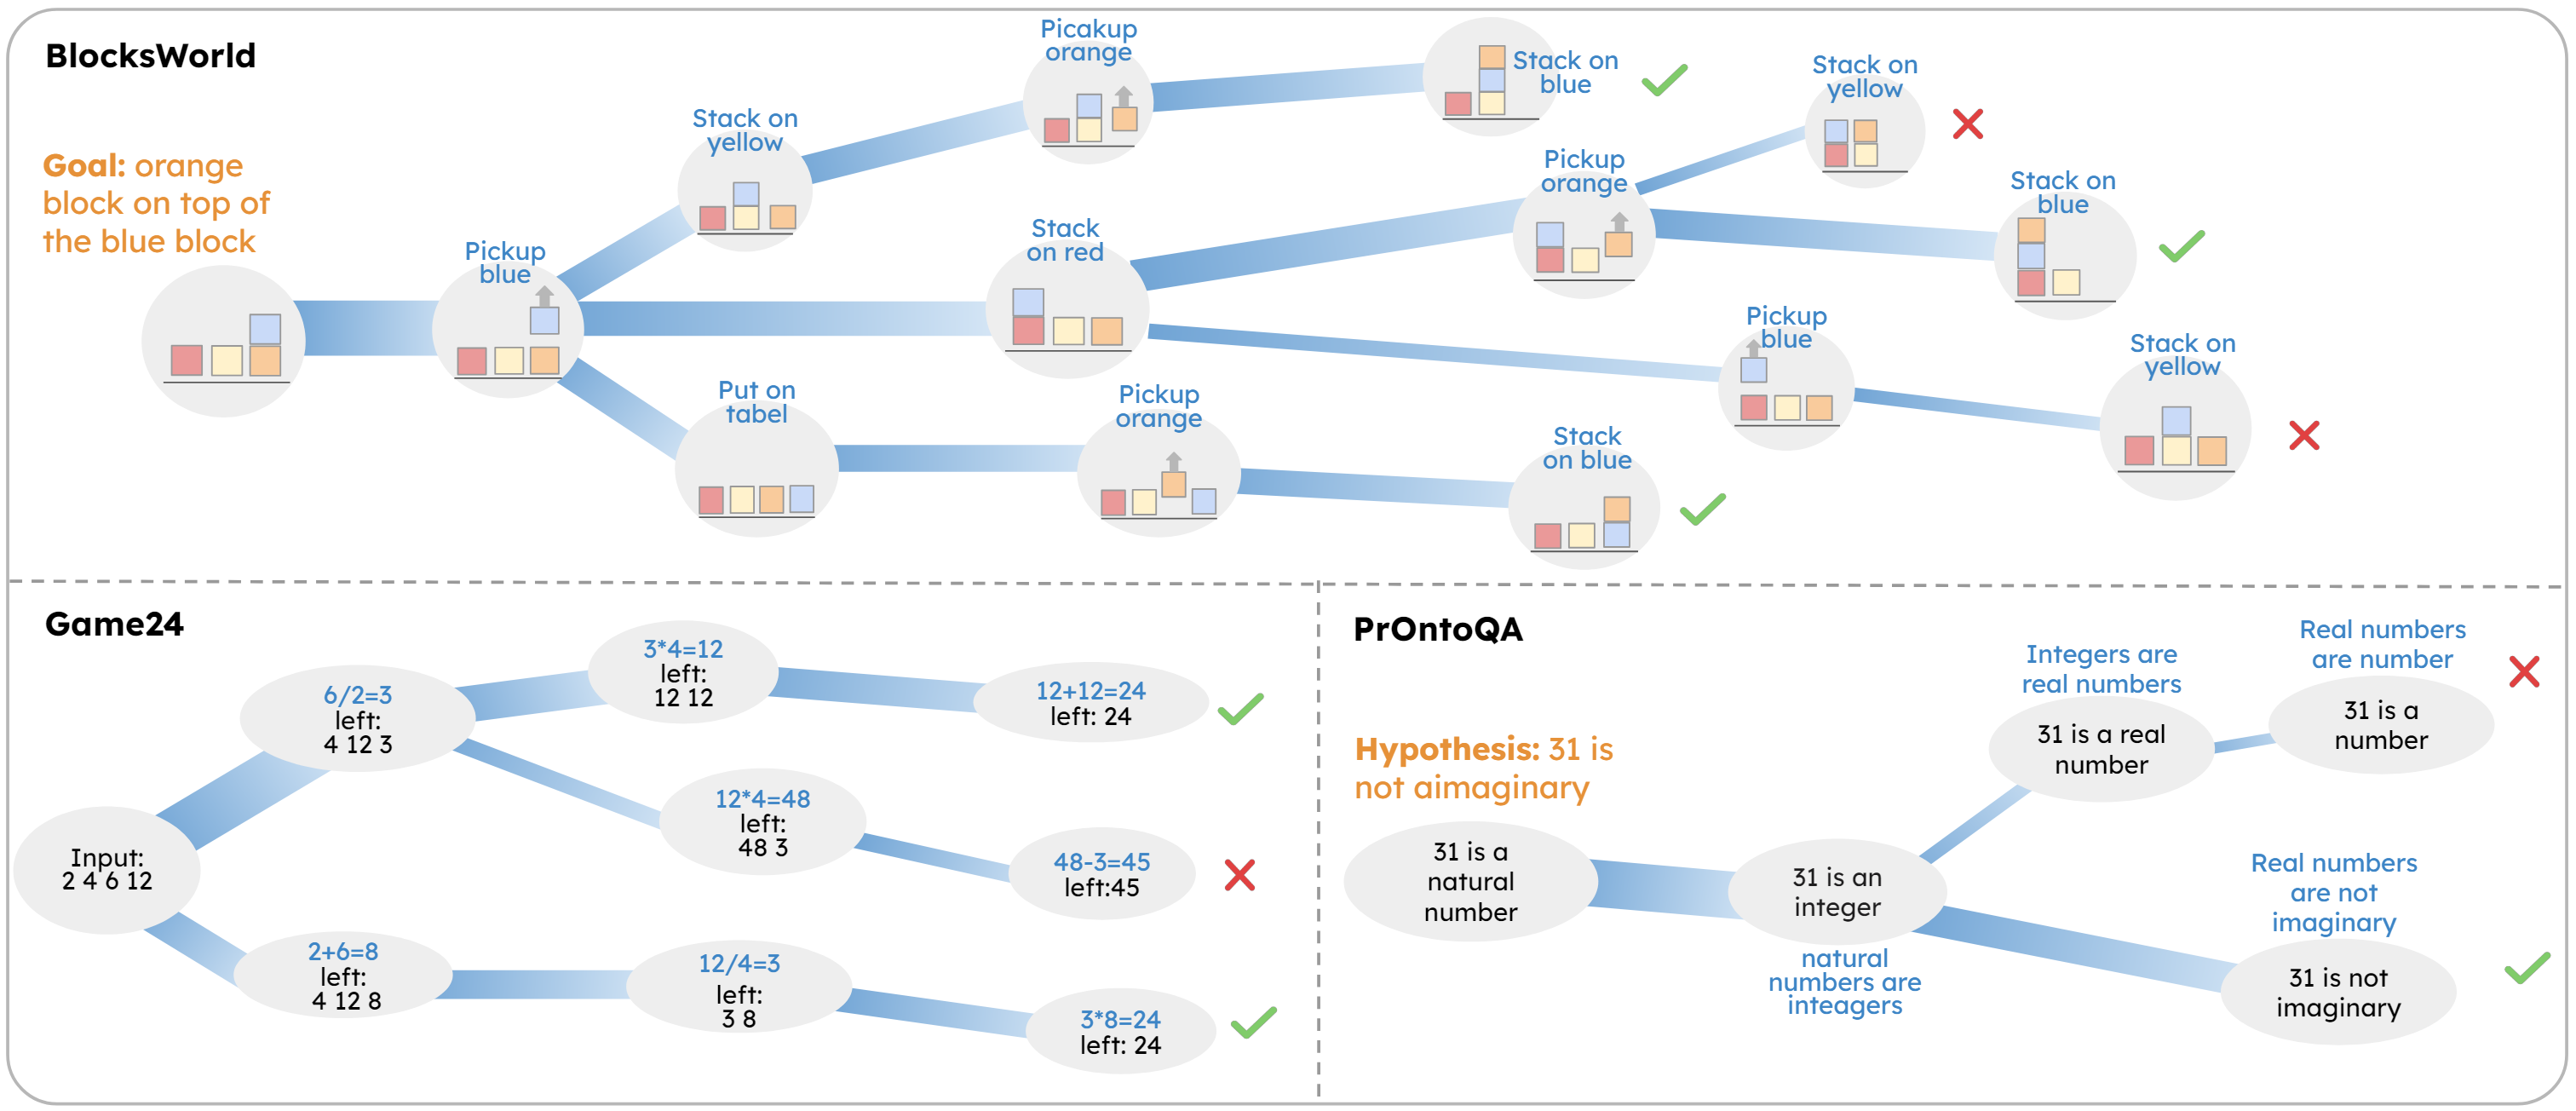 BlocksWorld
Goal: orange
block on top of
the blue block
Pickup
blue
Stack on
yellow
Picakup
orange
Stack on
blue
Stack
on red
Pickup
orange
Stack on
yellow
Stack on
blue
Pickup
blue
Stack on
yellow
Put on
tabel
Pickup
orange
Stack
on blue
Game24
Input:
2 4 6 12
6/2=3
left:
4 12 3
3*4=12
left:
12 12
12+12=24
left: 24
12*4=48
left:
48 3
48-3=45
left:45
2+6=8
left:
4 12 8
12/4=3
left:
3 8
3*8=24
left: 24
PrOntoQA
Hypothesis: 31 is
not aimaginary
31 is a
natural
number
31 is an
integer
natural
numbers are
inteagers
Integers are
real numbers
31 is a real
number
Real numbers
are number
31 is a
number
Real numbers
are not
imaginary
31 is not
imaginary